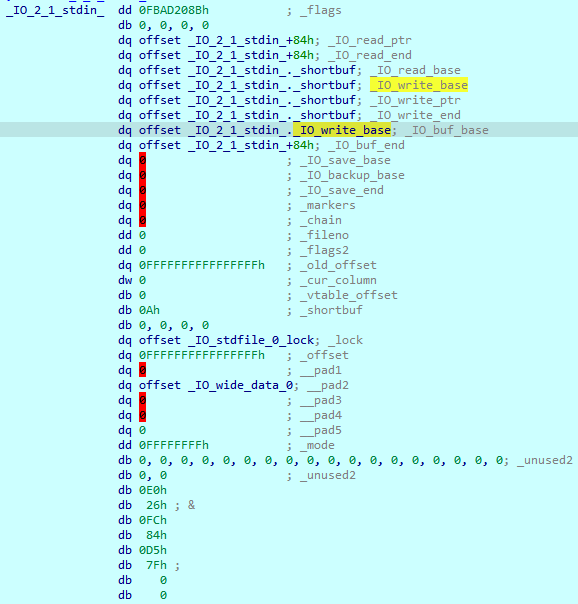 _IO_2_1_stdin_ dd 0FBAD208Bh ; _flags
db 0, 0, 0, 0
dq offset _IO_2_1_stdin_+84h; _IO_read_ptr
dq offset _IO_2_1_stdin_+84h; _IO_read_end
dq offset _IO_2_1_stdin_._shortbuf; _IO_read_base
dq offset _IO_2_1_stdin_._shortbuf; _IO_write_base
dq offset _IO_2_1_stdin_._shortbuf; _IO_write_ptr
dq offset _IO_2_1_stdin_._shortbuf; _IO_write_end
dq offset _IO_2_1_stdin_._IO_write_base; _IO_buf_base
dq offset _IO_2_1_stdin_+84h; _IO_buf_end
dq 0 ; _IO_save_base
dq 0 ; _IO_backup_base
dq 0 ; _IO_save_end
dq 0 ; _markers
dq 0 ; _chain
dd 0 ; _fileno
dd 0 ; _flags2
dq 0FFFFFFFFFFFFFFFFh ; _old_offset
dw 0 ; _cur_column
db 0 ; _vtable_offset
db 0Ah ; _shortbuf
db 0, 0, 0, 0
dq offset _IO_stdfile_0_lock; _lock
dq 0FFFFFFFFFFFFFFFFh ; _offset
dq 0 ; __pad1
dq offset _IO_wide_data_0; __pad2
dq 0 ; __pad3
dq 0 ; __pad4
dq 0 ; __pad5
dd 0FFFFFFFFh ; _mode
db 0, 0, 0, 0, 0, 0, 0, 0, 0, 0, 0, 0, 0, 0, 0, 0, 0, 0; _unused2
db 0, 0 ; _unused2
db 0E0h
db 26h ; &
db 0FCh
db 84h
db 0D5h
db 7Fh ;
db 0
db 0